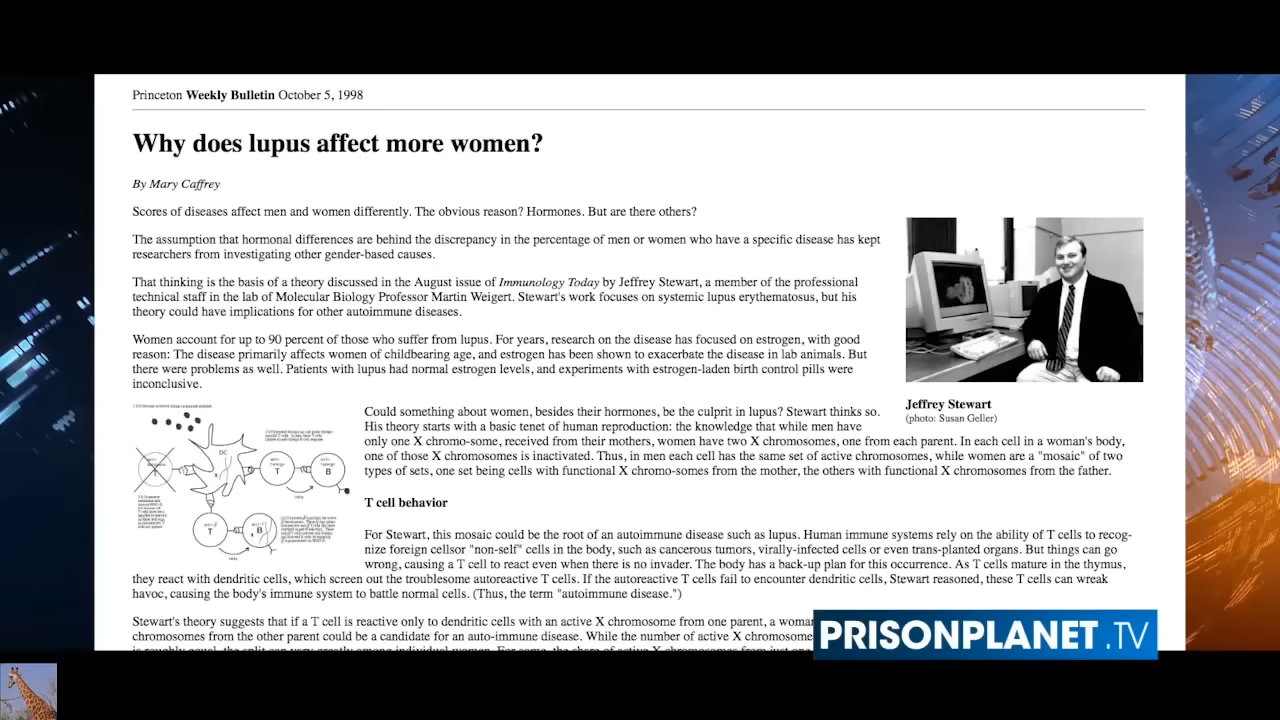 Princeton Weekly Bulletin October 5, 1998
Why does lupus affect more women?
By Mary Caffrey
Scores of diseases affect men and women differently. The obvious reason? Hormones. But are there others?
The assumption that hormonal differences are behind the discrepancy in the percentage of men or women who have a specific disease has kept
researchers from investigating other gender-based causes.
That thinking is the basis of a theory discussed in the August issue of Immunology Today by Jeffrey Stewart, a member of the professional
technical staff in the lab of Molecular Biology Professor Martin Weigert. Stewart's work focuses on systemic lupus erythematosus, but his
theory could have implications for other autoimmune diseases.
Women account for up to 90 percent of those who suffer from lupus. For years, research on the disease has focused on estrogen, with good
reason: The disease primarily affects women of childbearing age, and estrogen has been shown to exacerbate the disease in lab animals. But
there were problems as well. Patients with lupus had normal estrogen levels, and experiments with estrogen-laden birth control pills were
inconclusive.
Jeffrey Stewart
(photo: Susan Geller)
DC
T
B
T
B
Could something about women, besides their hormones, be the culprit in lupus? Stewart thinks so.
His theory starts with a basic tenet of human reproduction: the knowledge that while men have
only one X chromo-some, received from their mothers, women have two X chromosomes, one from each parent. In each cell in a woman's body,
one of those X chromosomes is inactivated. Thus, in men each cell has the same set of active chromosomes, while women are a "mosaic" of two
types of sets, one set being cells with functional X chromo-somes from the mother, the others with functional X chromosomes from the father.
T cell behavior
For Stewart, this mosaic could be the root of an autoimmune disease such as lupus. Human immune systems rely on the ability of T cells to recog-
nize foreign cellsor "non-self" cells in the body, such as cancerous tumors, virally-infected cells or even trans-planted organs. But things can go
wrong, causing a T cell to react even when there is no invader. The body has a back-up plan for this occurrence. As T cells mature in the thymus,
they react with dendritic cells, which screen out the troublesome autoreactive T cells. If the autoreactive T cells fail to encounter dendritic cells, Stewart reasoned, these T cells can wreak
havoc, causing the body's immune system to battle normal cells. (Thus, the term "autoimmune disease.")
Stewart's theory suggests that if a T cell is reactive only to dendritic cells with an active X chromosome from one parent, a
chromosomes from the other parent could be a candidate for an auto-immune disease. While the number of active X chromosome
is roughly equal, the split can vary greatly among individual women. For some, the share of active X chromosomes from just one
PRISONPLANET.TV